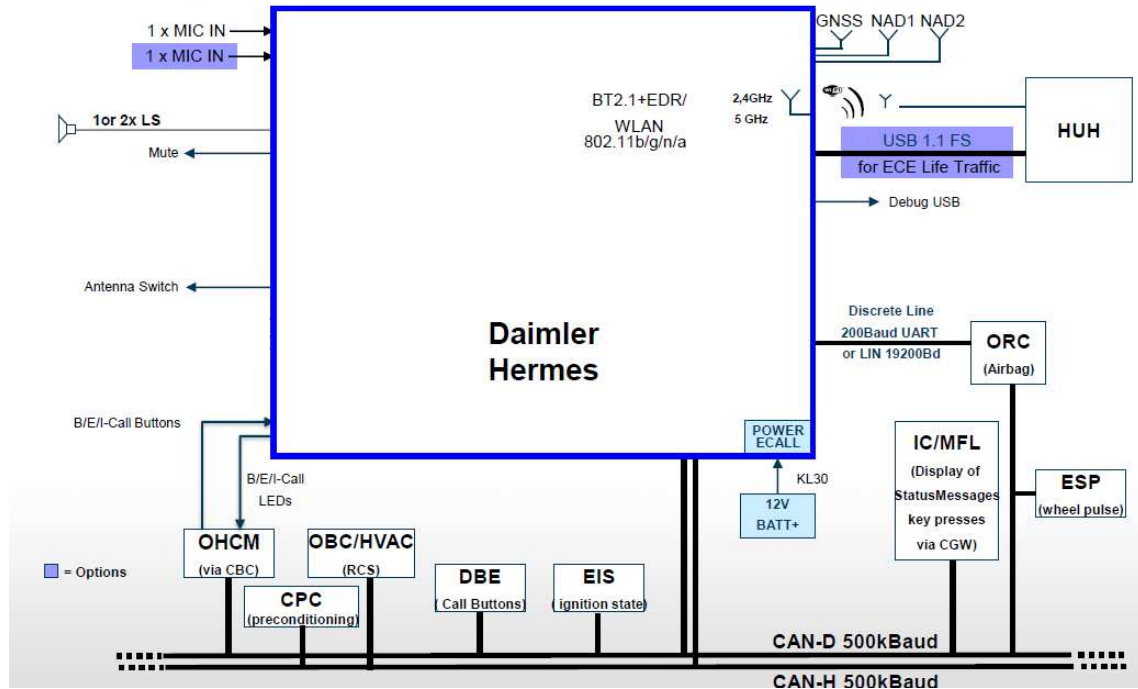 1 x MIC IN
1 x MIC IN
1or 2x LS
Mute
Antenna Switch
B/E/I-Call Buttons
B/E/I-Call
LEDs
GNSS NAD1 NAD2
BT2.1+EDR/
WLAN
802.11b/g/n/a
2,4GHz
5 GHz
WiFi
HUH
USB 1.1 FS
for ECE Life Traffic
Debug USB
Daimler
Hermes
Discrete Line
200Baud UART
or LIN 19200Bd
ORC
(Airbag)
POWER
ECALL
KL30
12V
BATT+
IC/MFL
(Display of
StatusMessages
key presses
via CGW)
ESP
(wheel pulse)
OHCM
(via CBC)
OBC/HVAC
(RCS)
CPC
(preconditioning)
DBE
( Call Buttons)
EIS
( ignition state)
= Options
CAN-D 500kBaud
CAN-H 500kBaud